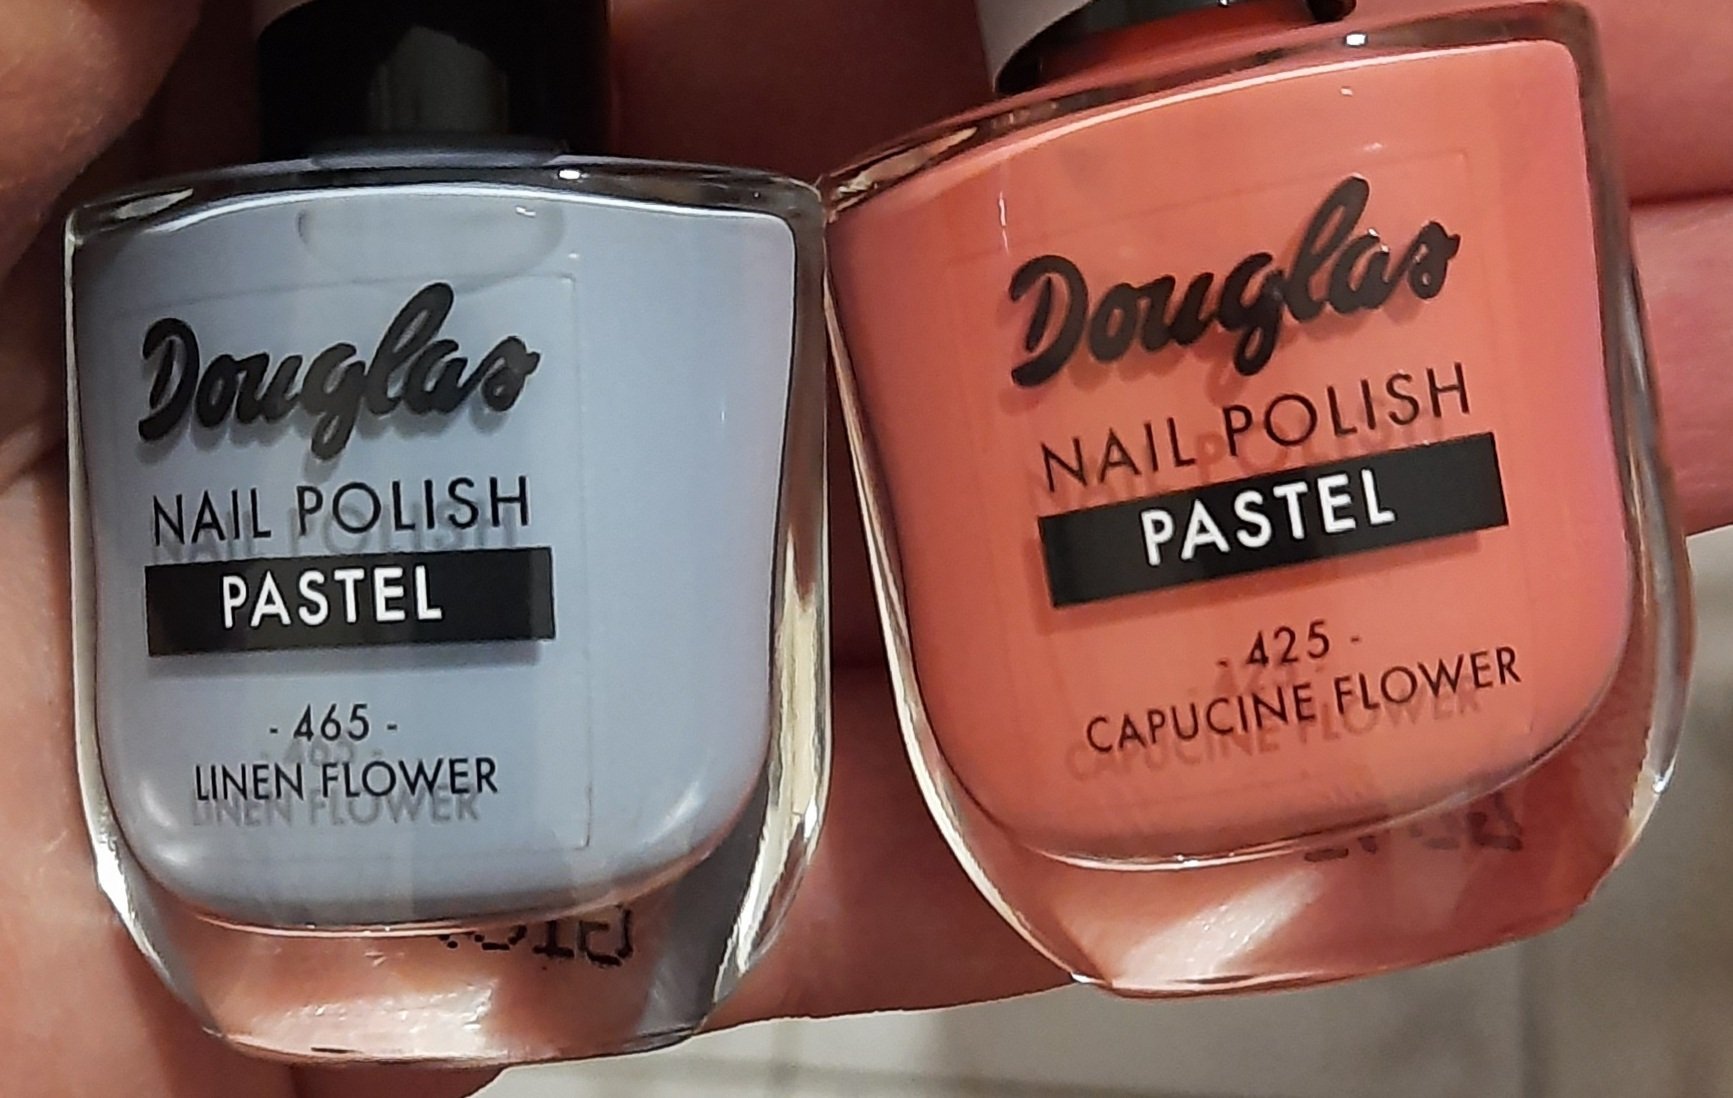 Douglas
NAIL POLISH
PASTEL
- 465 -
LINEN FLOWER
Douglas
NAIL POLISH
PASTEL
- 425 -
CAPUCINE FLOWER